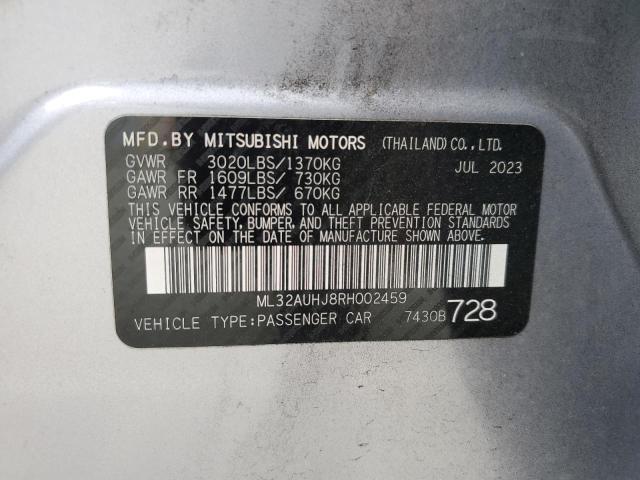 MFD.BY MITSUBISHI MOTORS (THAILAND) CO., LTD.
GVWR 3020LBS/1370KG JUL 2023
GAWR FR 1609LBS/ 730KG
GAWR RR 1477LBS/ 670KG
THIS VEHICLE CONFORMS TO ALL APPLICABLE FEDERAL MOTOR
VEHICLE SAFETY, BUMPER, AND THEFT PREVENTION STANDARDS
IN EFFECT ON THE DATE OF MANUFACTURE SHOWN ABOVE.
ML32AUHJ8RH002459
VEHICLE TYPE:PASSENGER CAR 7430B 728